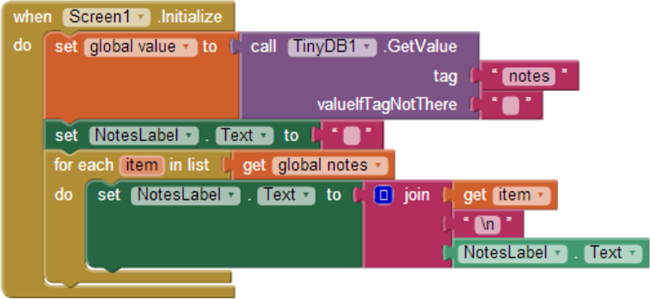 when Screen1 .Initialize
do set global value to call TinyDB1 .GetValue
tag “ notes ”
valueIfTagNotThere “ ”
set NotesLabel . Text to “ ”
for each item in list get global notes
do set NotesLabel . Text to join get item
“ \n ”
NotesLabel . Text